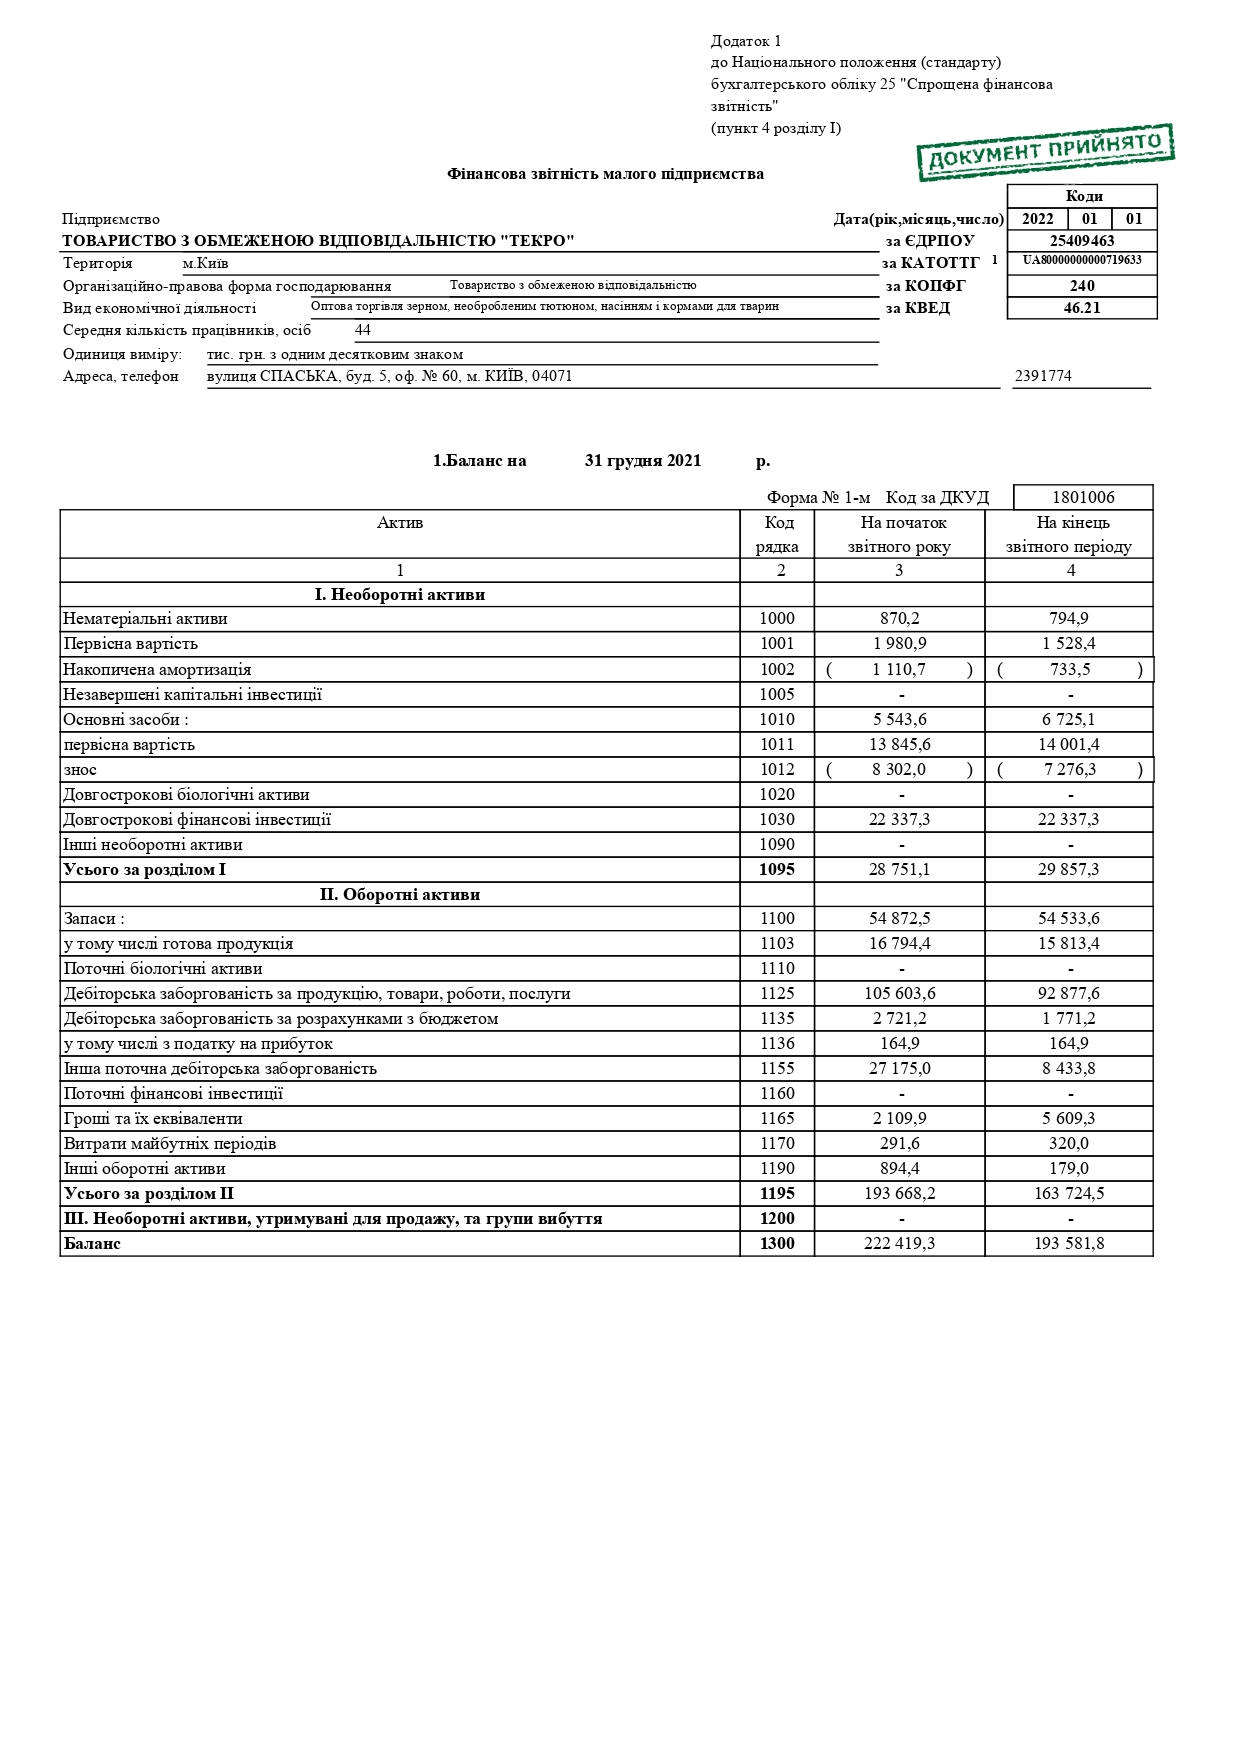 Додаток 1
до Національного положення (стандарту)
бухгалтерського обліку 25 "Спрощена фінансова
звітність"
(пункт 4 розділу I)
ДОКУМЕНТ ПРИЙНЯТО
Фінансова звітність малого підприємства
Коди
Підприємство Дата(рік,місяць,число) 2022 01 01
ТОВАРИСТВО З ОБМЕЖЕНОЮ ВІДПОВІДАЛЬНІСТЮ "ТЕКРО" за ЄДРПОУ 25409463
Територія м.Київ за КАТОТТГ 1 UA80000000000719633
Організаційно-правова форма господарювання Товариство з обмеженою відповідальністю за КОПФГ 240
Вид економічної діяльності Оптова торгівля зерном, необробленим тютюном, насінням і кормами для тварин за КВЕД 46.21
Середня кількість працівників, осіб 44
Одиниця виміру: тис. грн. з одним десятковим знаком
Адреса, телефон вулиця СПАСЬКА, буд. 5, оф. № 60, м. КИЇВ, 04071 2391774
1.Баланс на 31 грудня 2021 р.
Форма № 1-м Код за ДКУД 1801006
Актив Код рядка На початок звітного року На кінець звітного періоду
1 2 3 4
I. Необоротні активи
Нематеріальні активи 1000 870,2 794,9
Первісна вартість 1001 1 980,9 1 528,4
Накопичена амортизація 1002 ( 1 110,7 ) ( 733,5 )
Незавершені капітальні інвестиції 1005 - -
Основні засоби : 1010 5 543,6 6 725,1
первісна вартість 1011 13 845,6 14 001,4
знос 1012 ( 8 302,0 ) ( 7 276,3 )
Довгострокові біологічні активи 1020 - -
Довгострокові фінансові інвестиції 1030 22 337,3 22 337,3
Інші необоротні активи 1090 - -
Усього за розділом I 1095 28 751,1 29 857,3
II. Оборотні активи
Запаси : 1100 54 872,5 54 533,6
у тому числі готова продукція 1103 16 794,4 15 813,4
Поточні біологічні активи 1110 - -
Дебіторська заборгованість за продукцію, товари, роботи, послуги 1125 105 603,6 92 877,6
Дебіторська заборгованість за розрахунками з бюджетом 1135 2 721,2 1 771,2
у тому числі з податку на прибуток 1136 164,9 164,9
Інша поточна дебіторська заборгованість 1155 27 175,0 8 433,8
Поточні фінансові інвестиції 1160 - -
Гроші та їх еквіваленти 1165 2 109,9 5 609,3
Витрати майбутніх періодів 1170 291,6 320,0
Інші оборотні активи 1190 894,4 179,0
Усього за розділом II 1195 193 668,2 163 724,5
III. Необоротні активи, утримувані для продажу, та групи вибуття 1200 - -
Баланс 1300 222 419,3 193 581,8